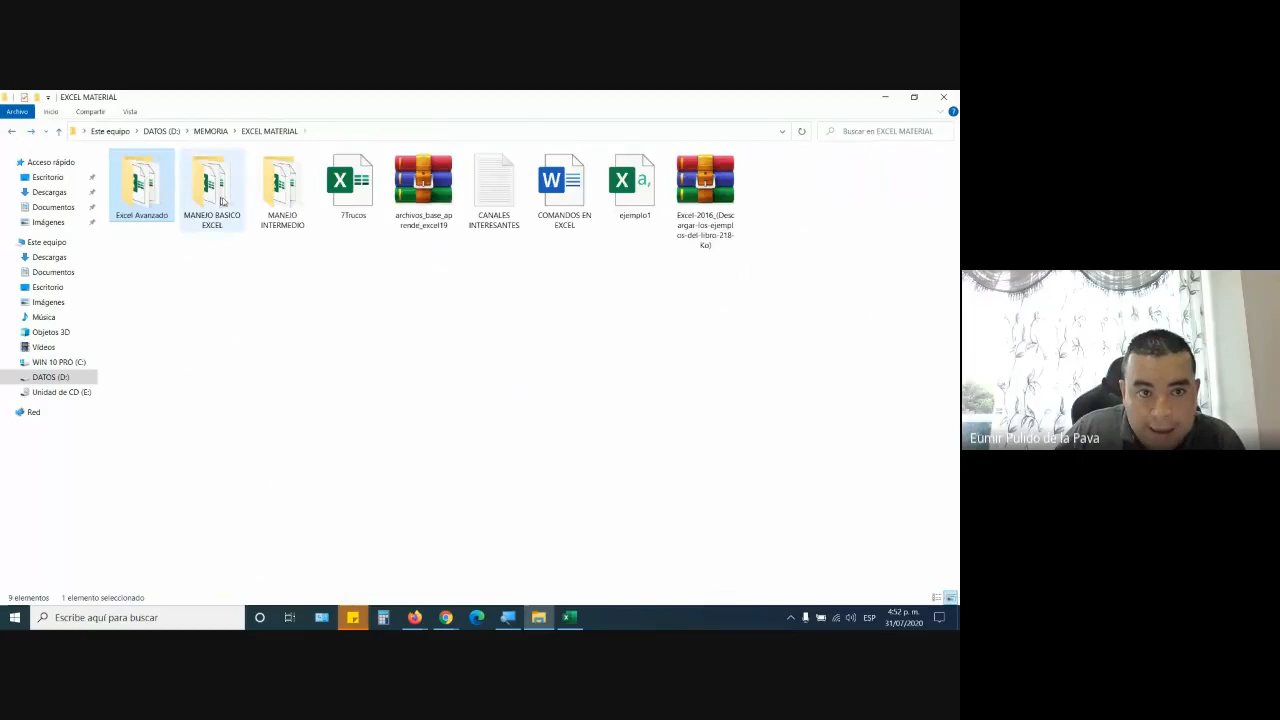 EXCEL MATERIAL
Archivo Inicio Compartir Vista
Este equipo DATOS (D:) MEMORIA EXCEL MATERIAL
Buscar en EXCEL MATERIAL
Acceso rápido
Escritorio
Descargas
Documentos
Imágenes
Este equipo
Descargas
Documentos
Escritorio
Imágenes
Música
Objetos 3D
Vídeos
WIN 10 PRO (C:)
DATOS (D:)
Unidad de CD (E:)
Red
Excel Avanzado
MANEJO BASICO
EXCEL
MANEJO
INTERMEDIO
7Trucos
archivos_base_ap
rende_excel19
CANALES
INTERESANTES
COMANDOS EN
EXCEL
ejemplo1
Excel-2016_(Desc
argar-los-ejempl
os-del-libro-218-
Ko)
Eumir Pulido de la Pava
9 elementos 1 elemento seleccionado
Escribe aquí para buscar
ESP
4:52 p. m.
31/07/2020